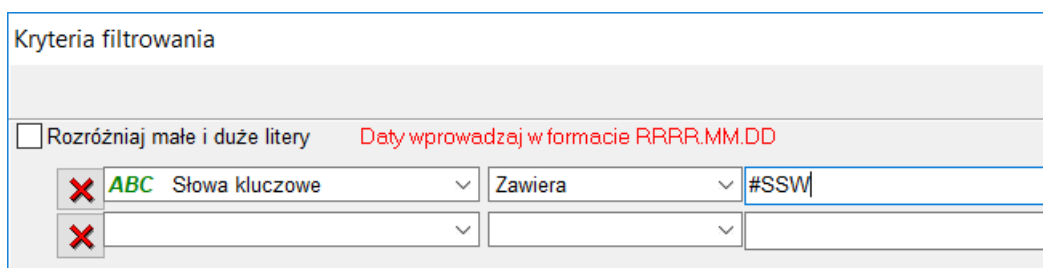 Kryteria filtrowania
Rozróżniaj małe i duże litery Daty wprowadzaj w formacie RRRR.MM.DD
ABC Słowa kluczowe Zawiera #SSW